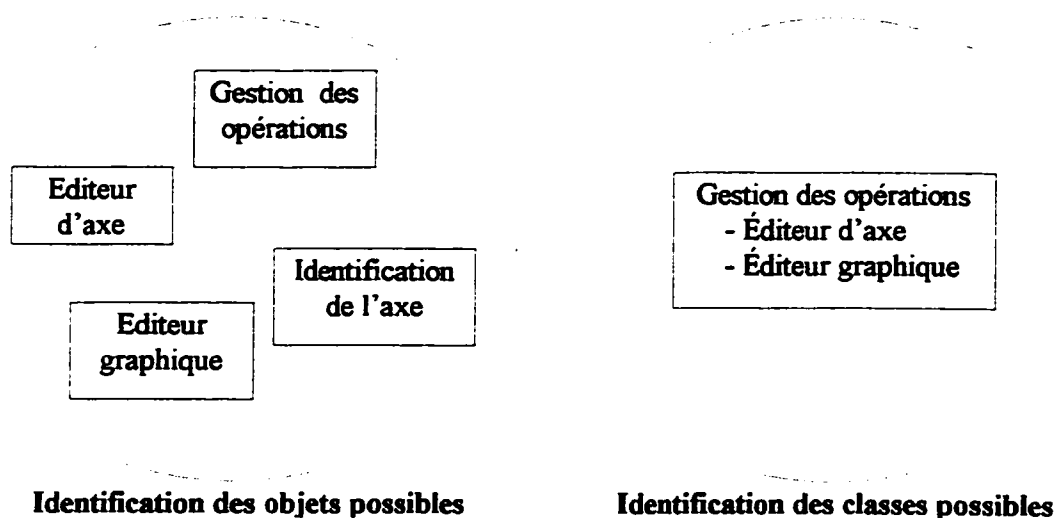 Gestion des
opérations
Editeur
d'axe
Identification
de l'axe
Editeur
graphique
Identification des objets possibles
Gestion des opérations
- Éditeur d'axe
- Éditeur graphique
Identification des classes possibles